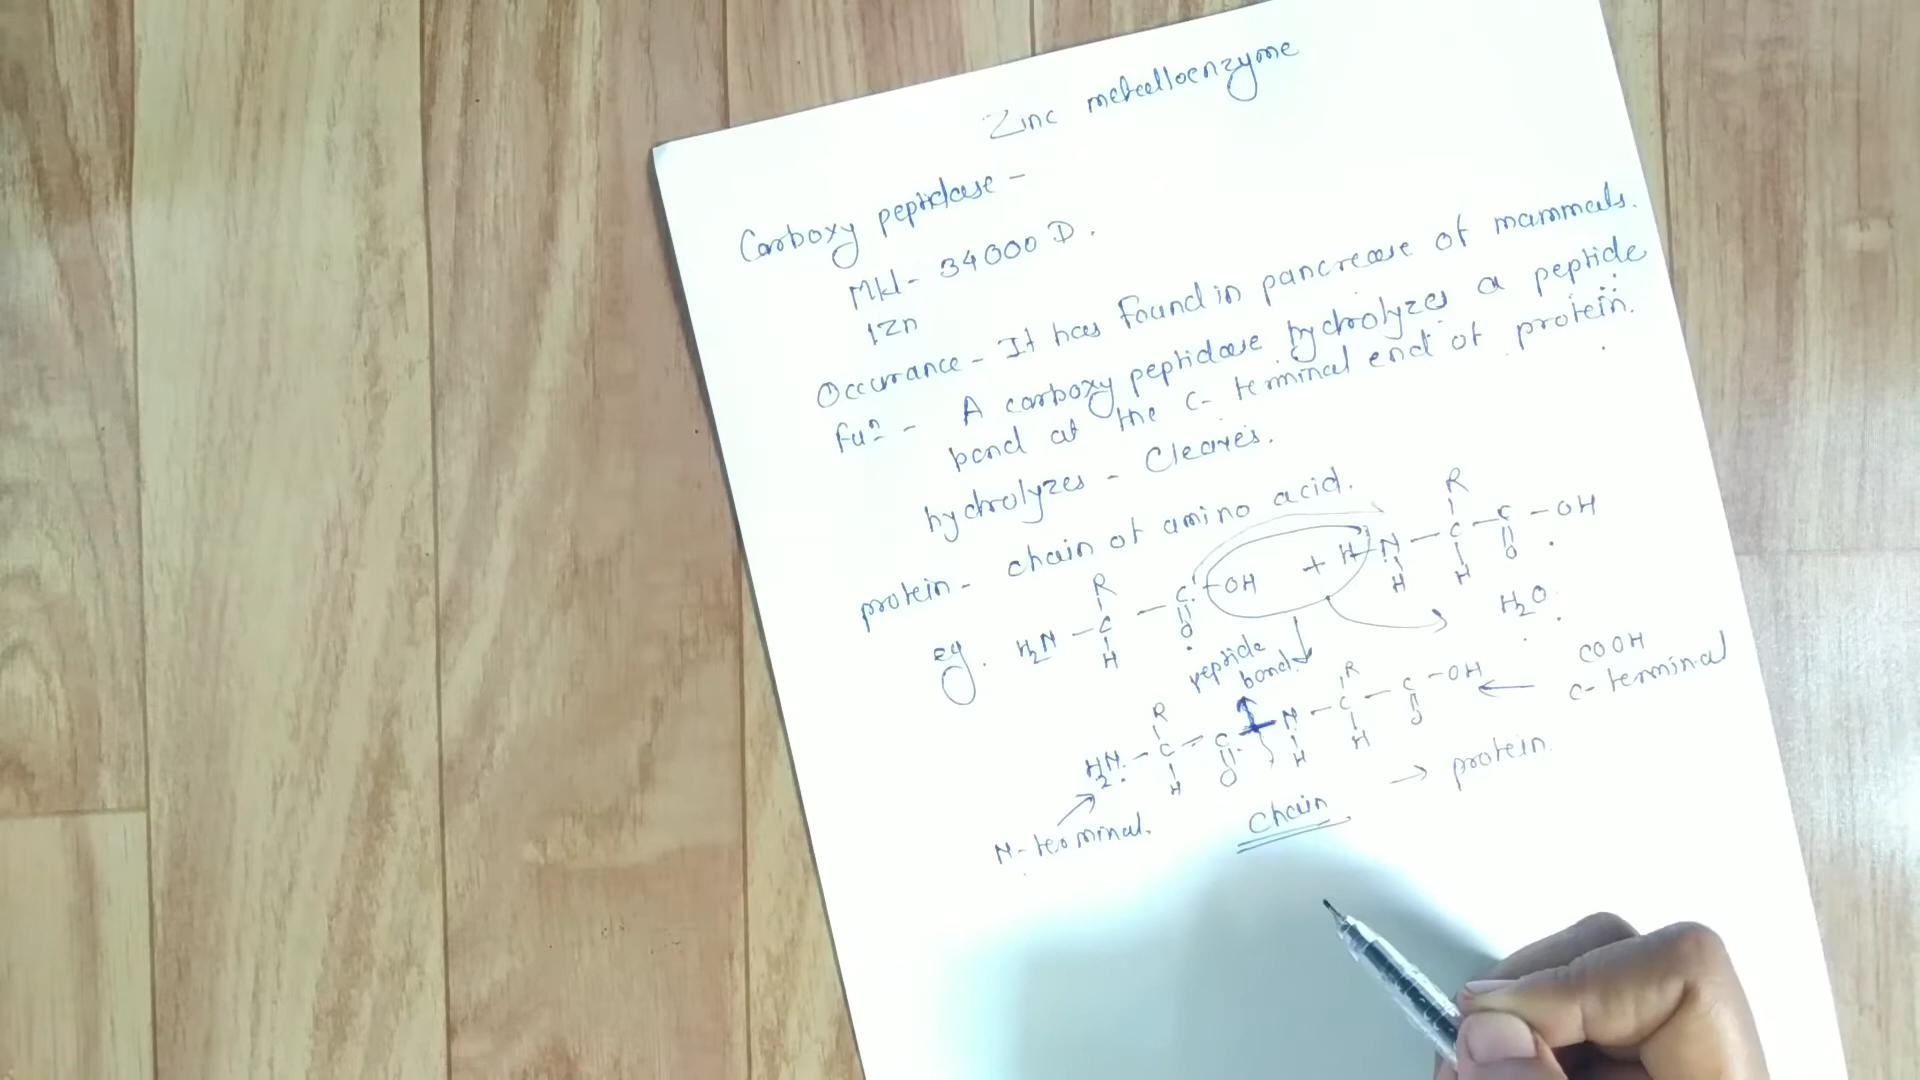 Zinc metalloenzyme
Carboxy peptidase -
MW - 34000 D.
1Zn
Occurance - It has found in pancrease of mammals.
Fun - A carboxy peptidase hydrolyzes a peptide
bond at the C- terminal end of protein.
hydrolyzes - Cleaves.
protein - chain of amino acid.
R
R
eg. H2N - C - C - OH + H - N - C - C - OH
H O H H O
H2O
peptide
bond.
COOH
C- terminal
R R
H2N - C - C - N - C - C - OH
H O H H O
N- terminal.
Chain → protein.